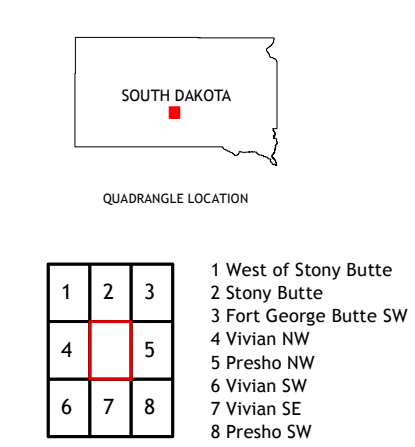 SOUTH DAKOTA
QUADRANGLE LOCATION
1 2 3
4 5
6 7 8
1 West of Stony Butte
2 Stony Butte
3 Fort George Butte SW
4 Vivian NW
5 Presho NW
6 Vivian SW
7 Vivian SE
8 Presho SW